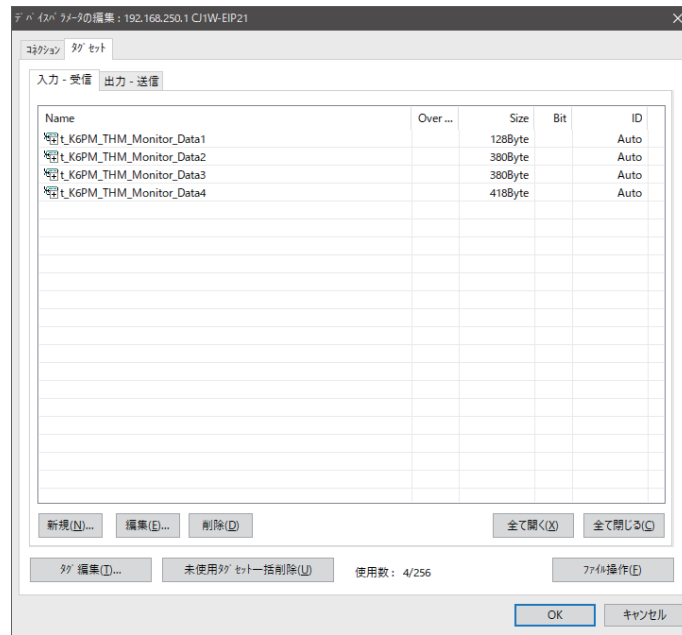 ﾃﾞﾊﾞｲｽﾊﾟﾗﾒｰﾀの編集 : 192.168.250.1 CJ1W-EIP21
ｺﾈｸｼｮﾝ ﾀｸﾞｾｯﾄ
入力 - 受信 出力 - 送信
Name Over ... Size Bit ID
t_K6PM_THM_Monitor_Data1 128Byte Auto
t_K6PM_THM_Monitor_Data2 380Byte Auto
t_K6PM_THM_Monitor_Data3 380Byte Auto
t_K6PM_THM_Monitor_Data4 418Byte Auto
新規(N)... 編集(E)... 削除(D) 全て開く(X) 全て閉じる(C)
ﾀｸﾞ編集(T)... 未使用ﾀｸﾞｾｯﾄ一括削除(U) 使用数 : 4/256 ﾌｧｲﾙ操作(F)
OK キャンセル